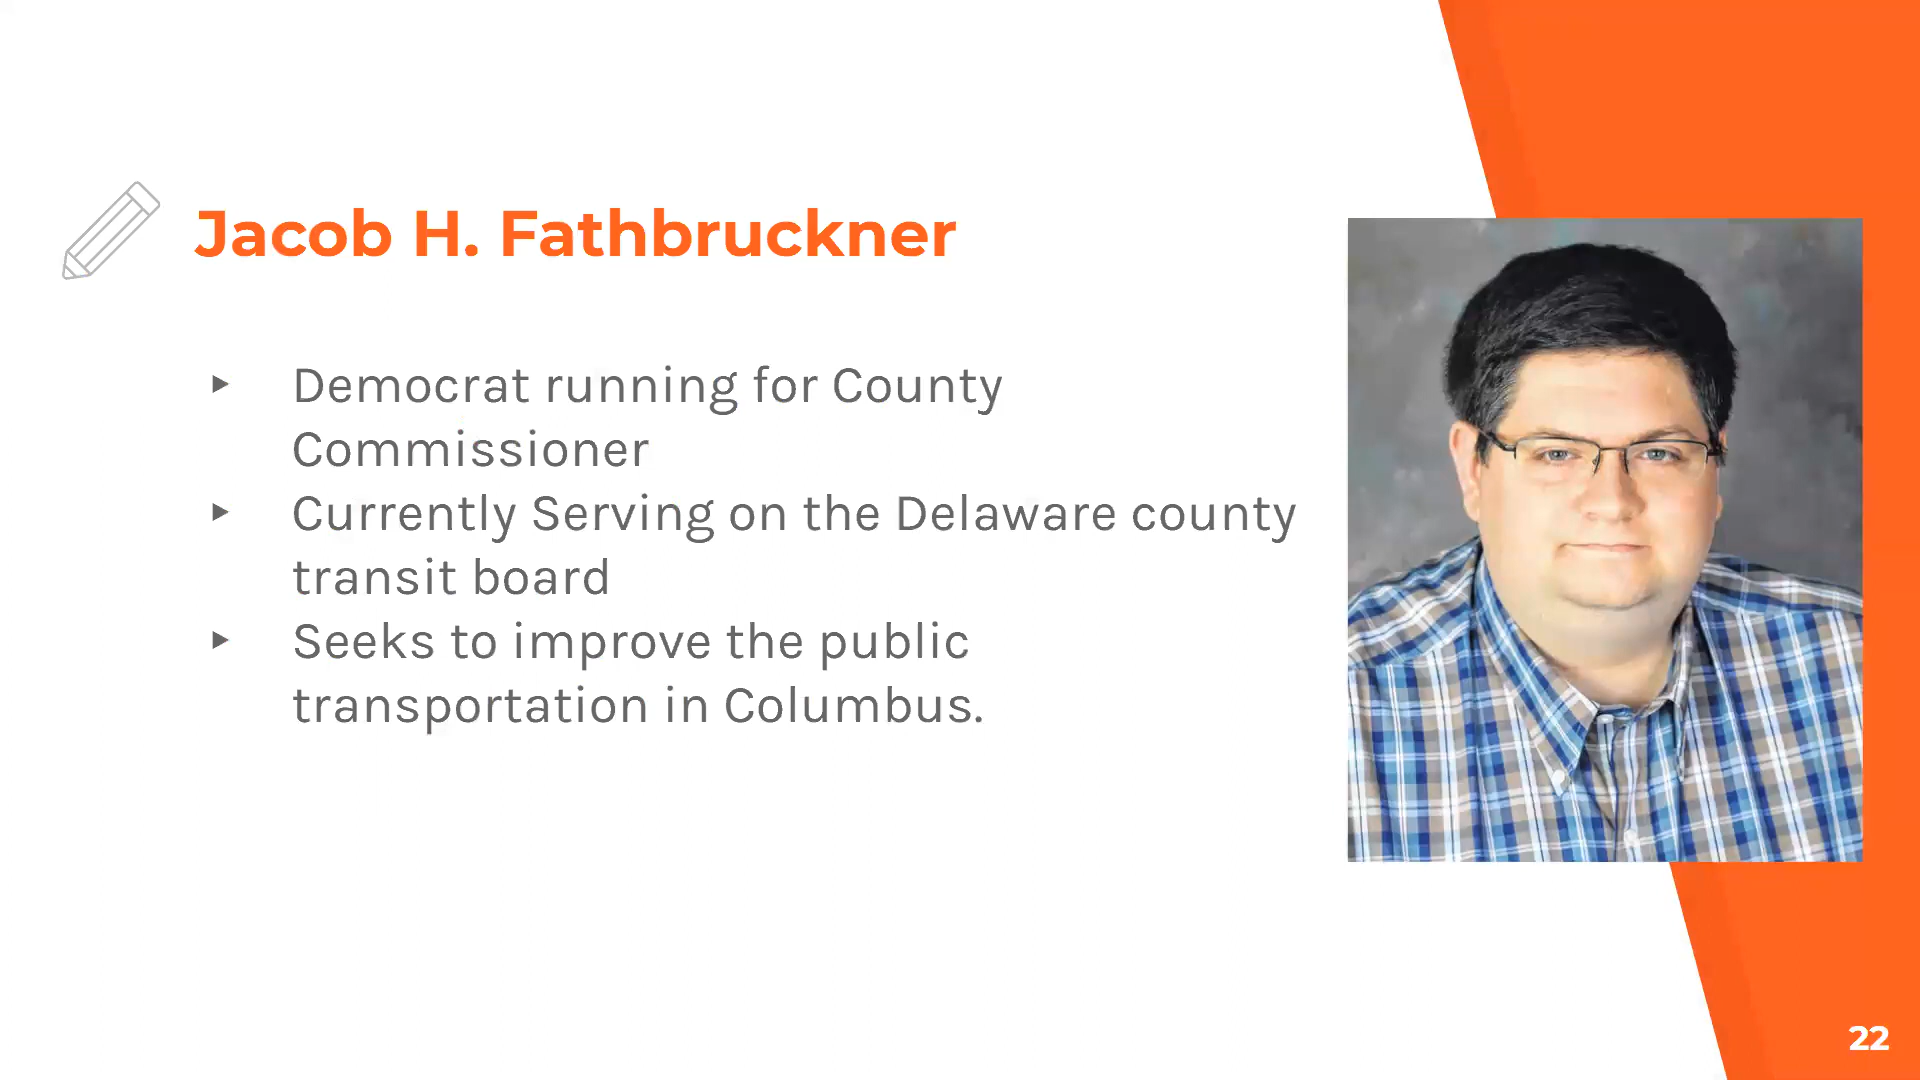 Jacob H. Fathbruckner
Democrat running for County
Commissioner
Currently Serving on the Delaware county
transit board
Seeks to improve the public
transportation in Columbus.
22